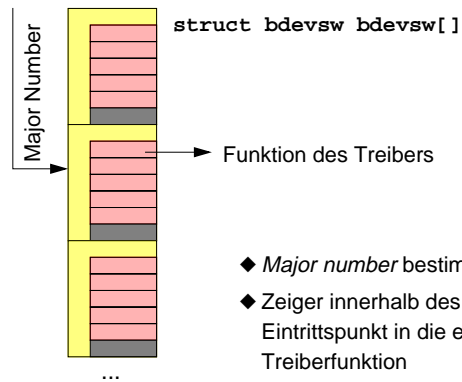 struct bdevsw bdevsw[]
Major Number
Funktion des Treibers
◆ Major number
◆ Zeiger innerhalb des
Eintrittspunkt in die
Treiberfunktion
...